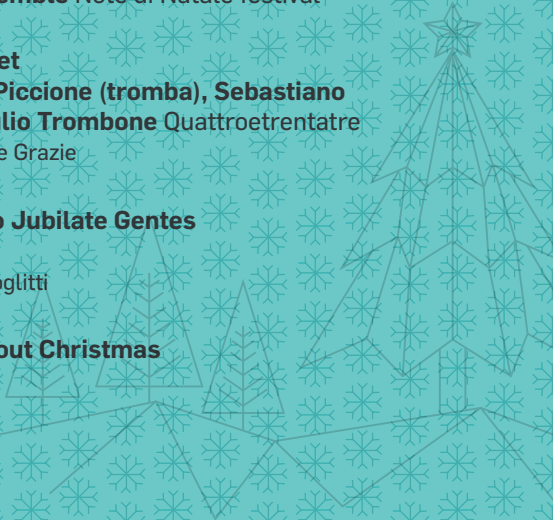 Note di Natale festival
et
Piccione (tromba), Sebastiano
lio Trombone Quattroetrentatre
e Grazie
Jubilate Gentes
oglitti
out Christmas